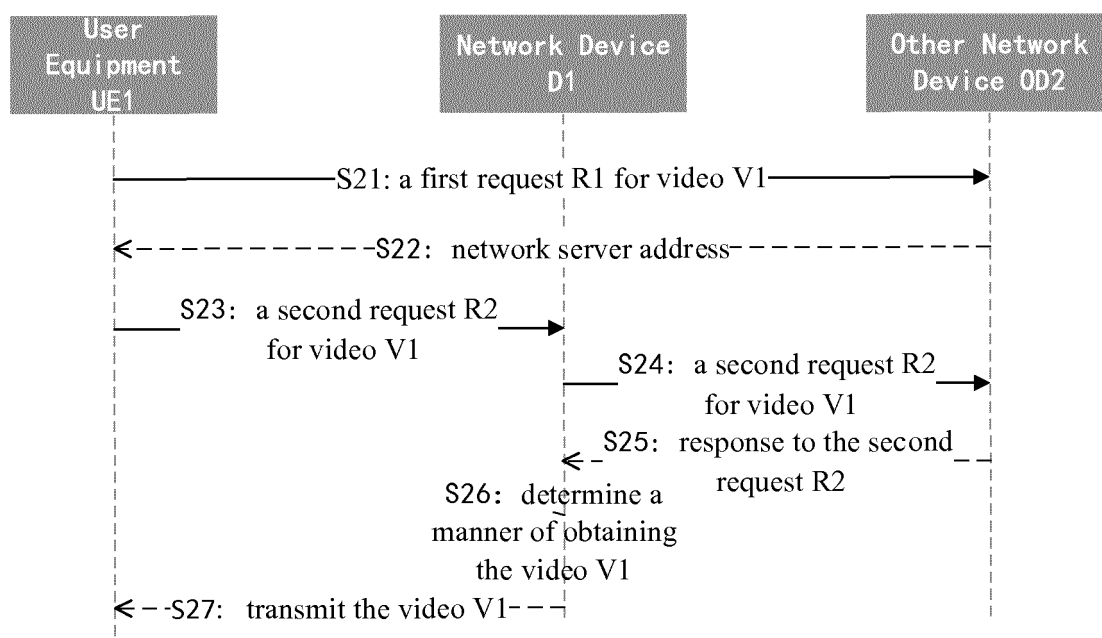 User
Equipment
UE1
Network Device
D1
Other Network
Device OD2
S21: a first request R1 for video V1
S22: network server address
S23: a second request R2
for video V1
S24: a second request R2
for video V1
S25: response to the second
request R2
S26: determine a
manner of obtaining
the video V1
S27: transmit the video V1